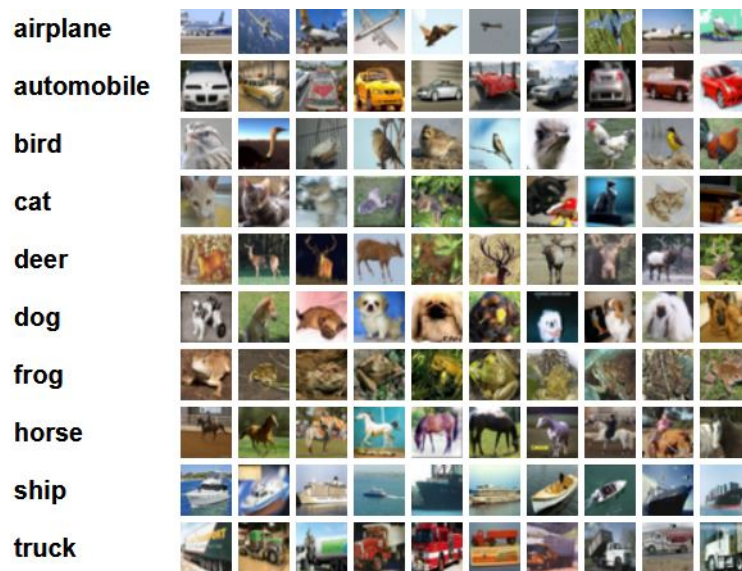 airplane
automobile
bird
cat
deer
dog
frog
horse
ship
truck